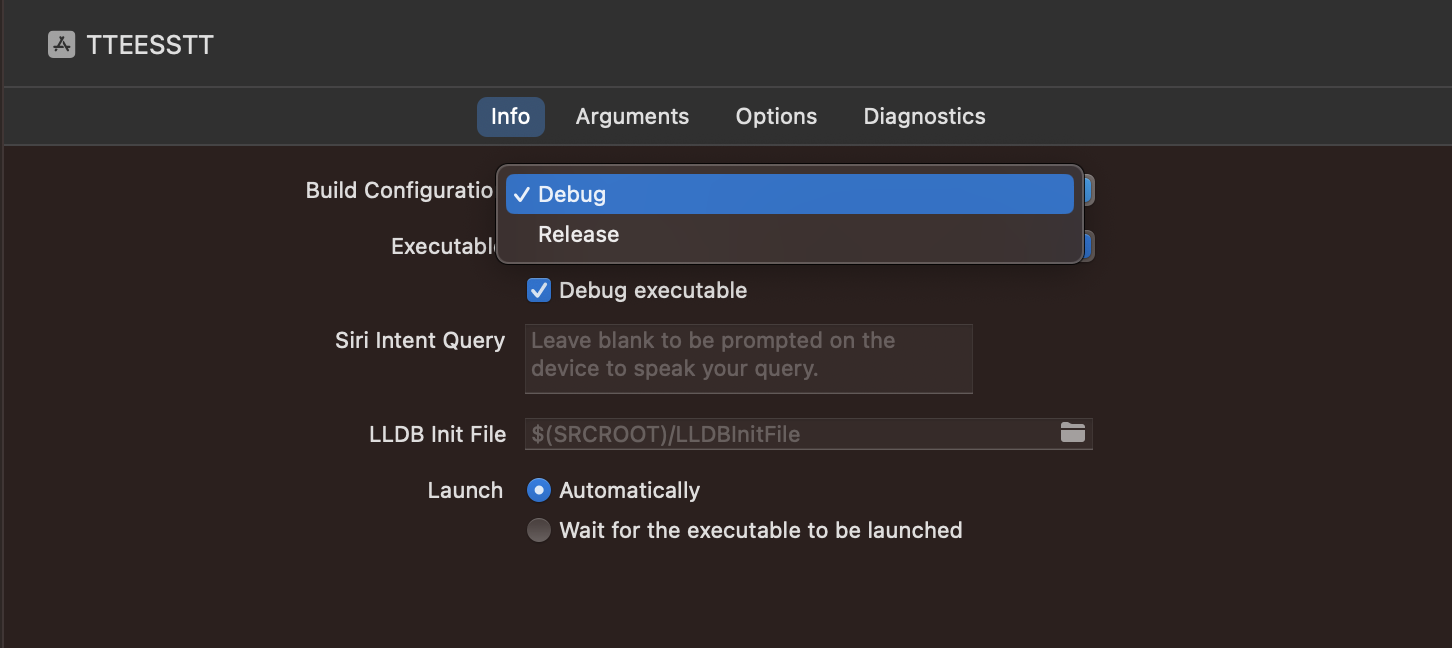 TTEESSTT
Info Arguments Options Diagnostics
Build Configuratio
✓ Debug
Release
Executabl
Debug executable
Siri Intent Query
Leave blank to be prompted on the
device to speak your query.
LLDB Init File
$(SRCROOT)/LLDBInitFile
Launch
Automatically
Wait for the executable to be launched